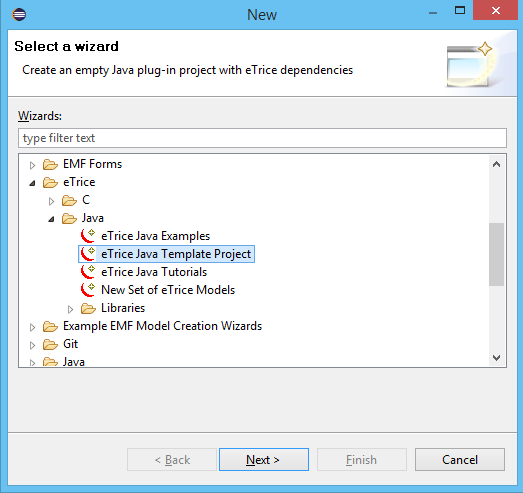 New
Select a wizard
Create an empty Java plug-in project with eTrice dependencies
Wizards:
type filter text
EMF Forms
eTrice
C
Java
eTrice Java Examples
eTrice Java Template Project
eTrice Java Tutorials
New Set of eTrice Models
Libraries
Example EMF Model Creation Wizards
Git
Java
< Back Next > Finish Cancel